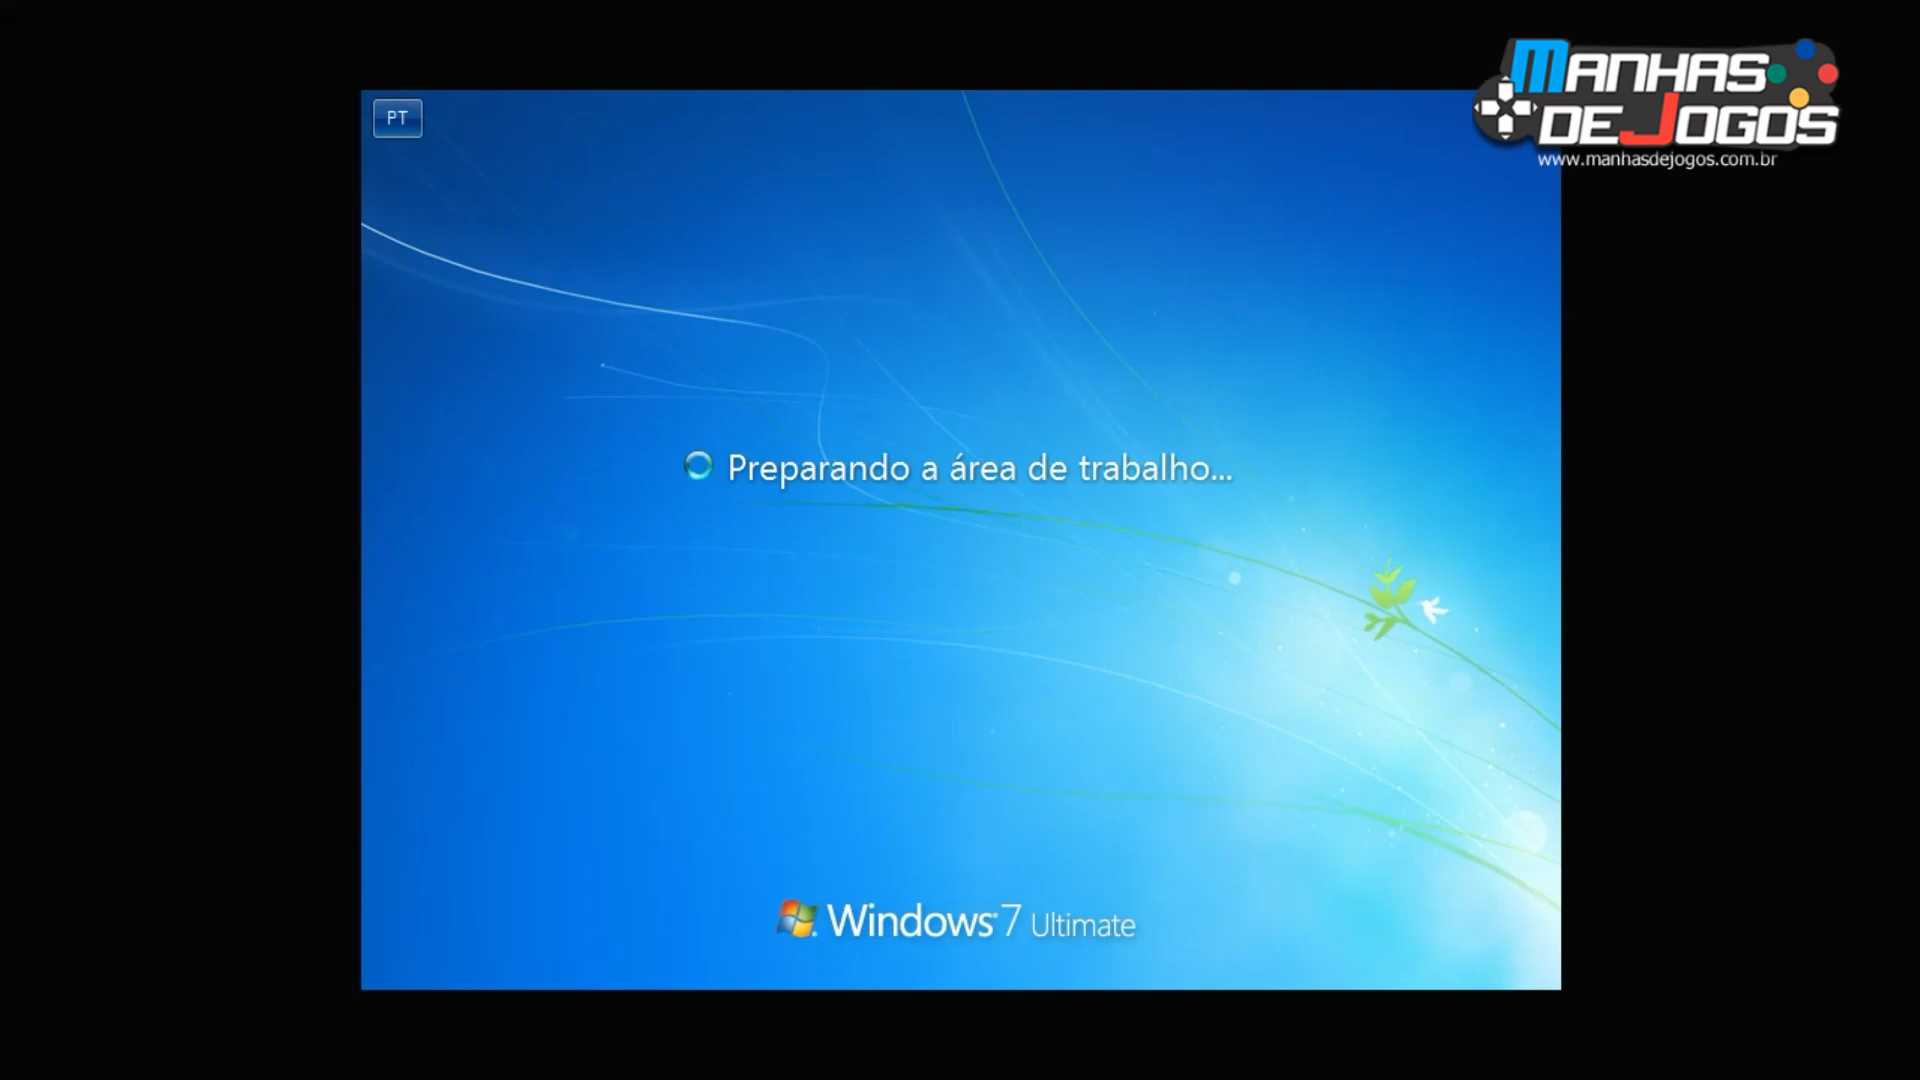 PT
MANHAS
DE JOGOS
www.manhasdejogos.com.br
Preparando a área de trabalho...
Windows 7 Ultimate